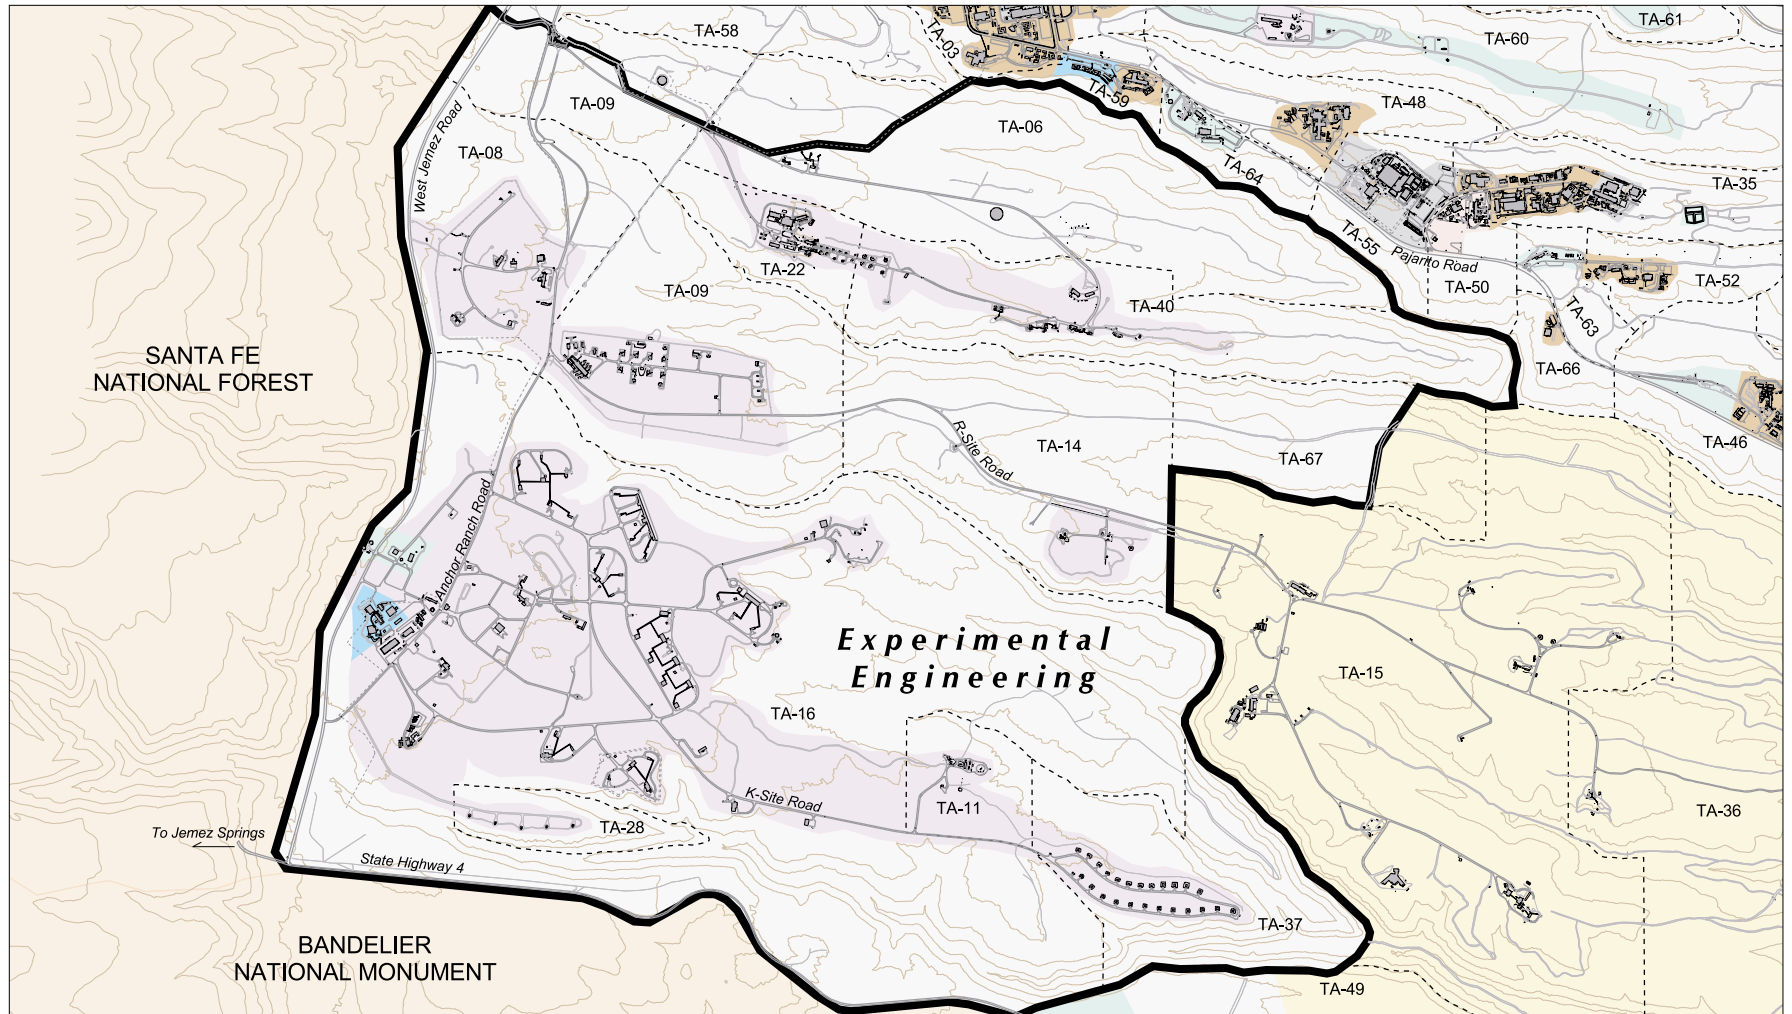 TA-58
TA-03
TA-61
TA-60
TA-09
TA-59
TA-48
TA-06
West Jemez Road
TA-08
TA-64
TA-35
TA-55
Pajarito Road
TA-22
TA-09
TA-40
TA-50
TA-52
TA-63
SANTA FE
NATIONAL FOREST
TA-66
R-Site Road
TA-14
TA-67
TA-46
Anchor Ranch Road
Experimental
Engineering
TA-15
TA-16
K-Site Road
TA-11
TA-36
TA-28
To Jemez Springs
State Highway 4
TA-37
BANDELIER
NATIONAL MONUMENT
TA-49